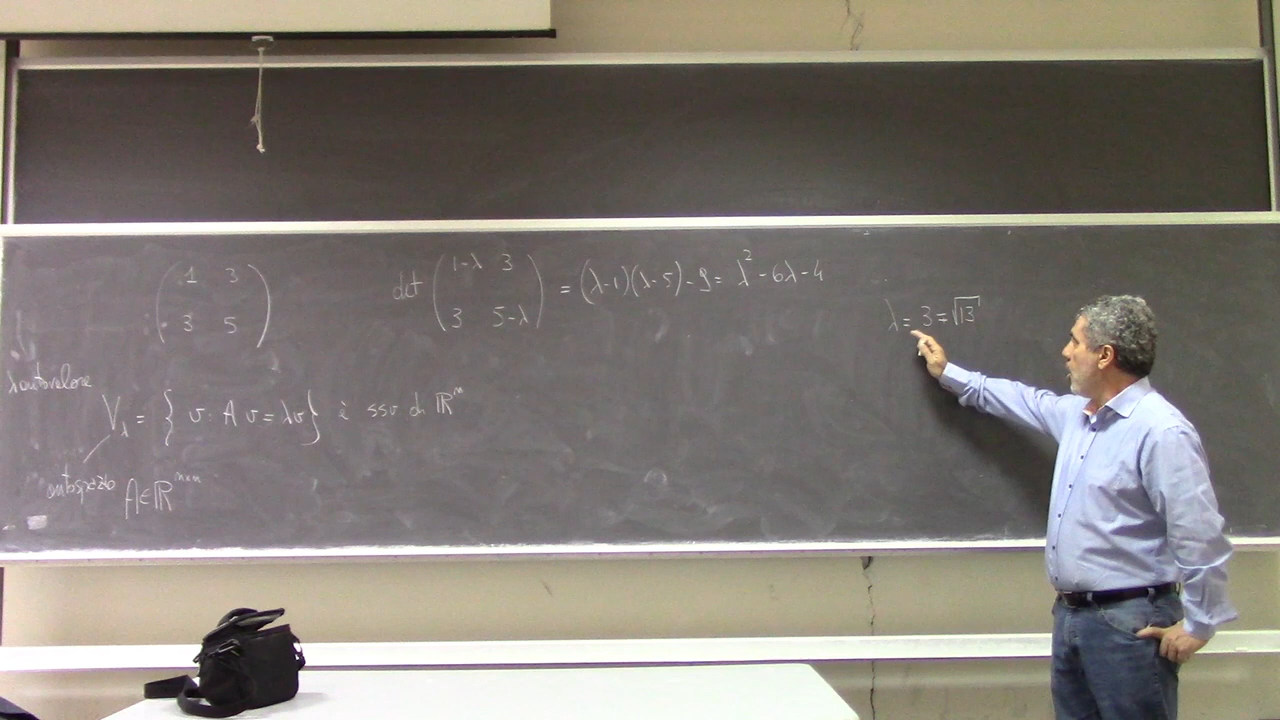 ( 1 3 ) det ( 1-λ 3 ) = (λ-1)(λ-5)-9 = λ² - 6λ - 4
( 3 5 ) ( 3 5-λ ) λ = 3 = √13
λ autovalore
V_λ = { v · A v = λv } è ssv di ℝⁿ
autospazio A ∈ ℝⁿˣⁿ